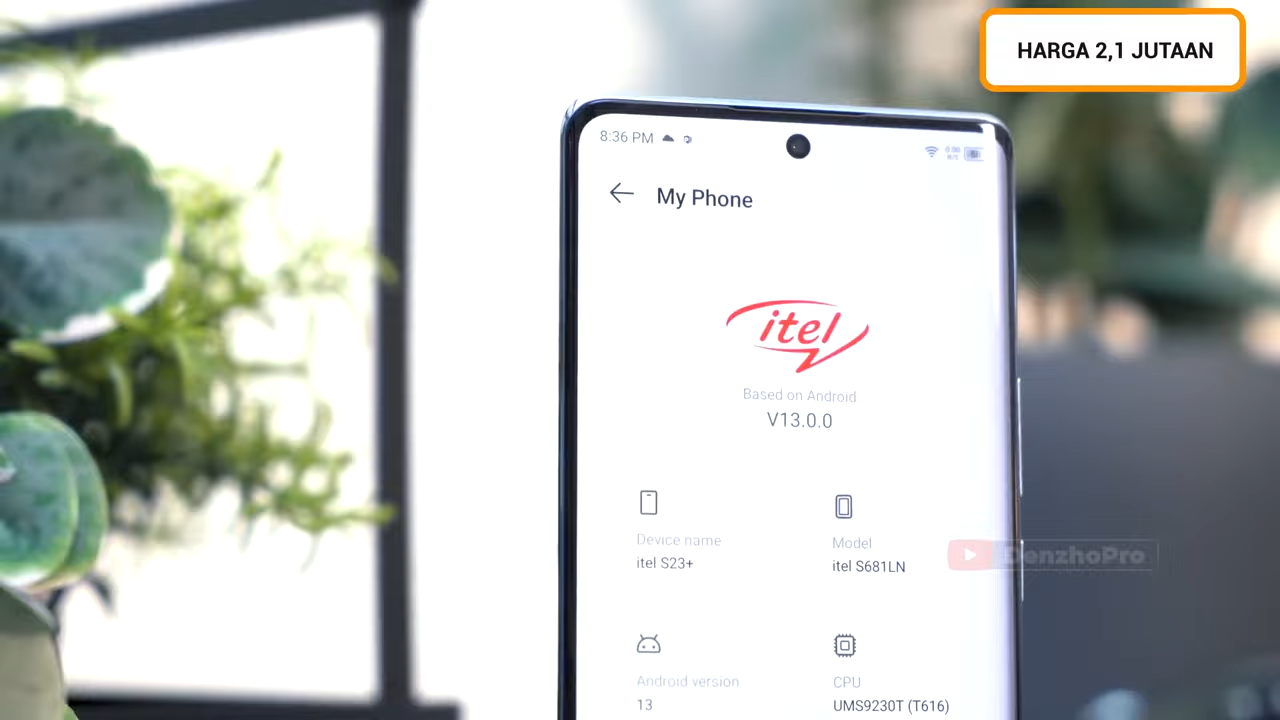 HARGA 2,1 JUTAAN
8:36 PM
My Phone
itel
Based on Android
V13.0.0
Device name
itel S23+
Model
itel S681LN
DenzhoPro
Android version
13
CPU
UMS9230T (T616)